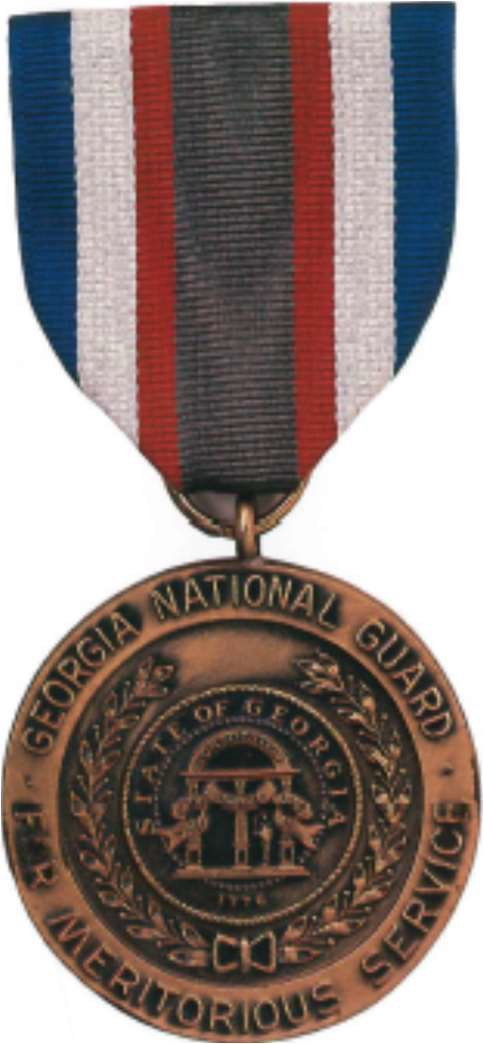 GEORGIA NATIONAL GUARD
FOR MERITORIOUS SERVICE
STATE OF GEORGIA
1776